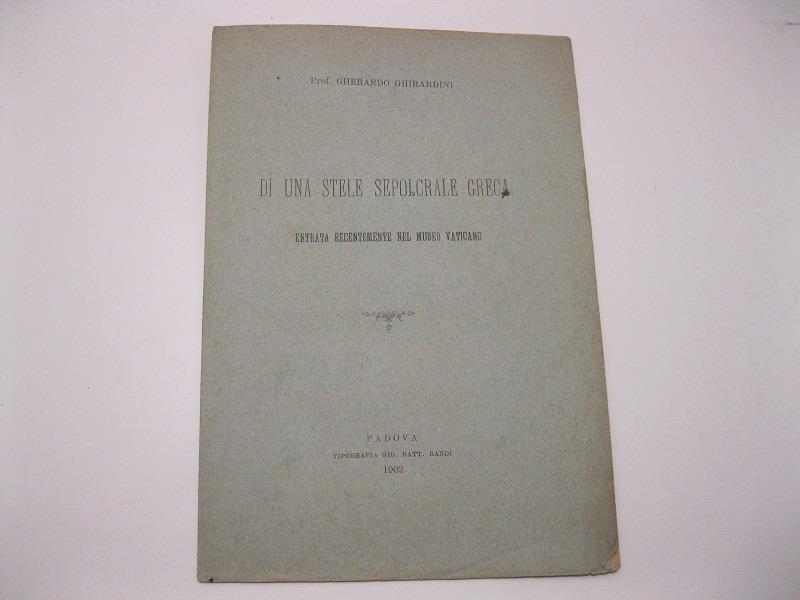 Prof. GHERARDO GHIRARDINI
DI UNA STELE SEPOLCRALE GRECA
ENTRATA RECENTEMENTE NEL MUSEO VATICANO
PADOVA
TIPOGRAFIA GIO. BATT. RANDI
1902